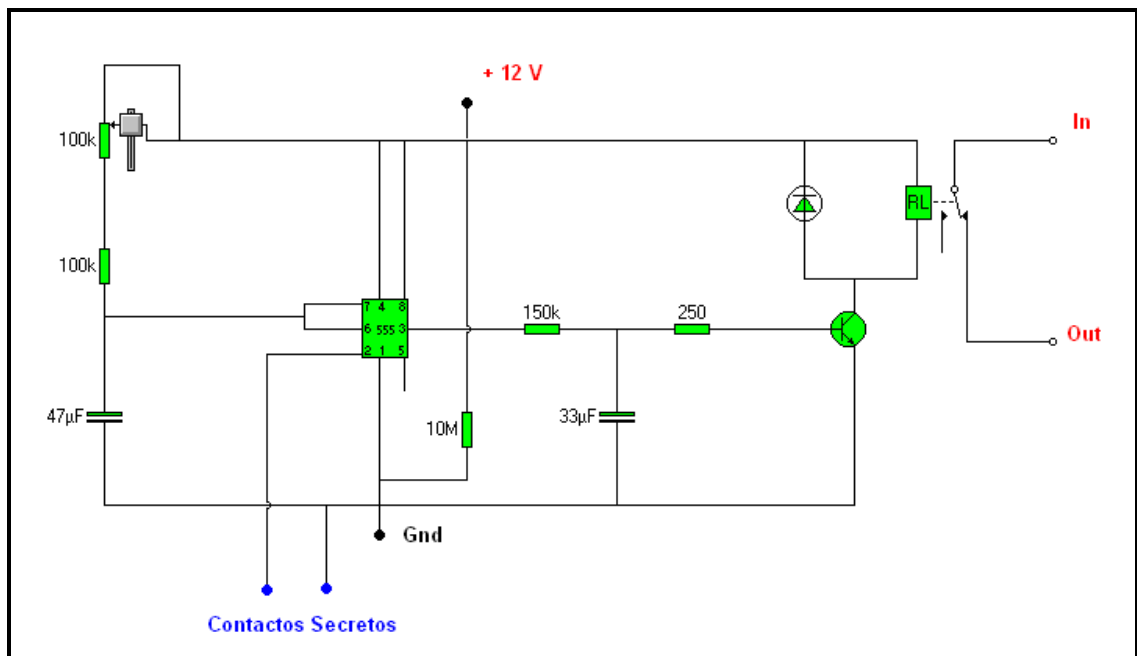 + 12 V
In
100k
RL
100k
7 4 8
150k
250
6 555 3
2 1 5
Out
47µF
10M
33µF
Gnd
Contactos Secretos